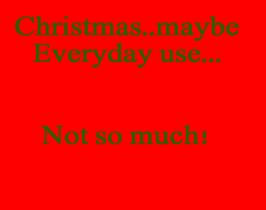 Christmas..maybe
Everyday use...
Not so much!